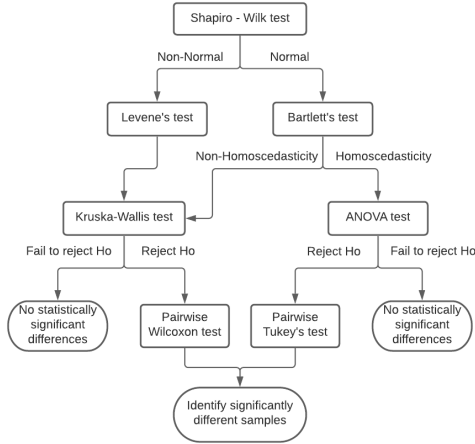 Shapiro - Wilk test
Non-Normal
Normal
Levene's test
Bartlett's test
Non-Homoscedasticity
Homoscedasticity
Kruska-Wallis test
ANOVA test
Fail to reject Ho
Reject Ho
Reject Ho
Fail to reject Ho
No statistically
significant
differences
Pairwise
Wilcoxon test
Pairwise
Tukey's test
No statistically
significant
differences
Identify significantly
different samples